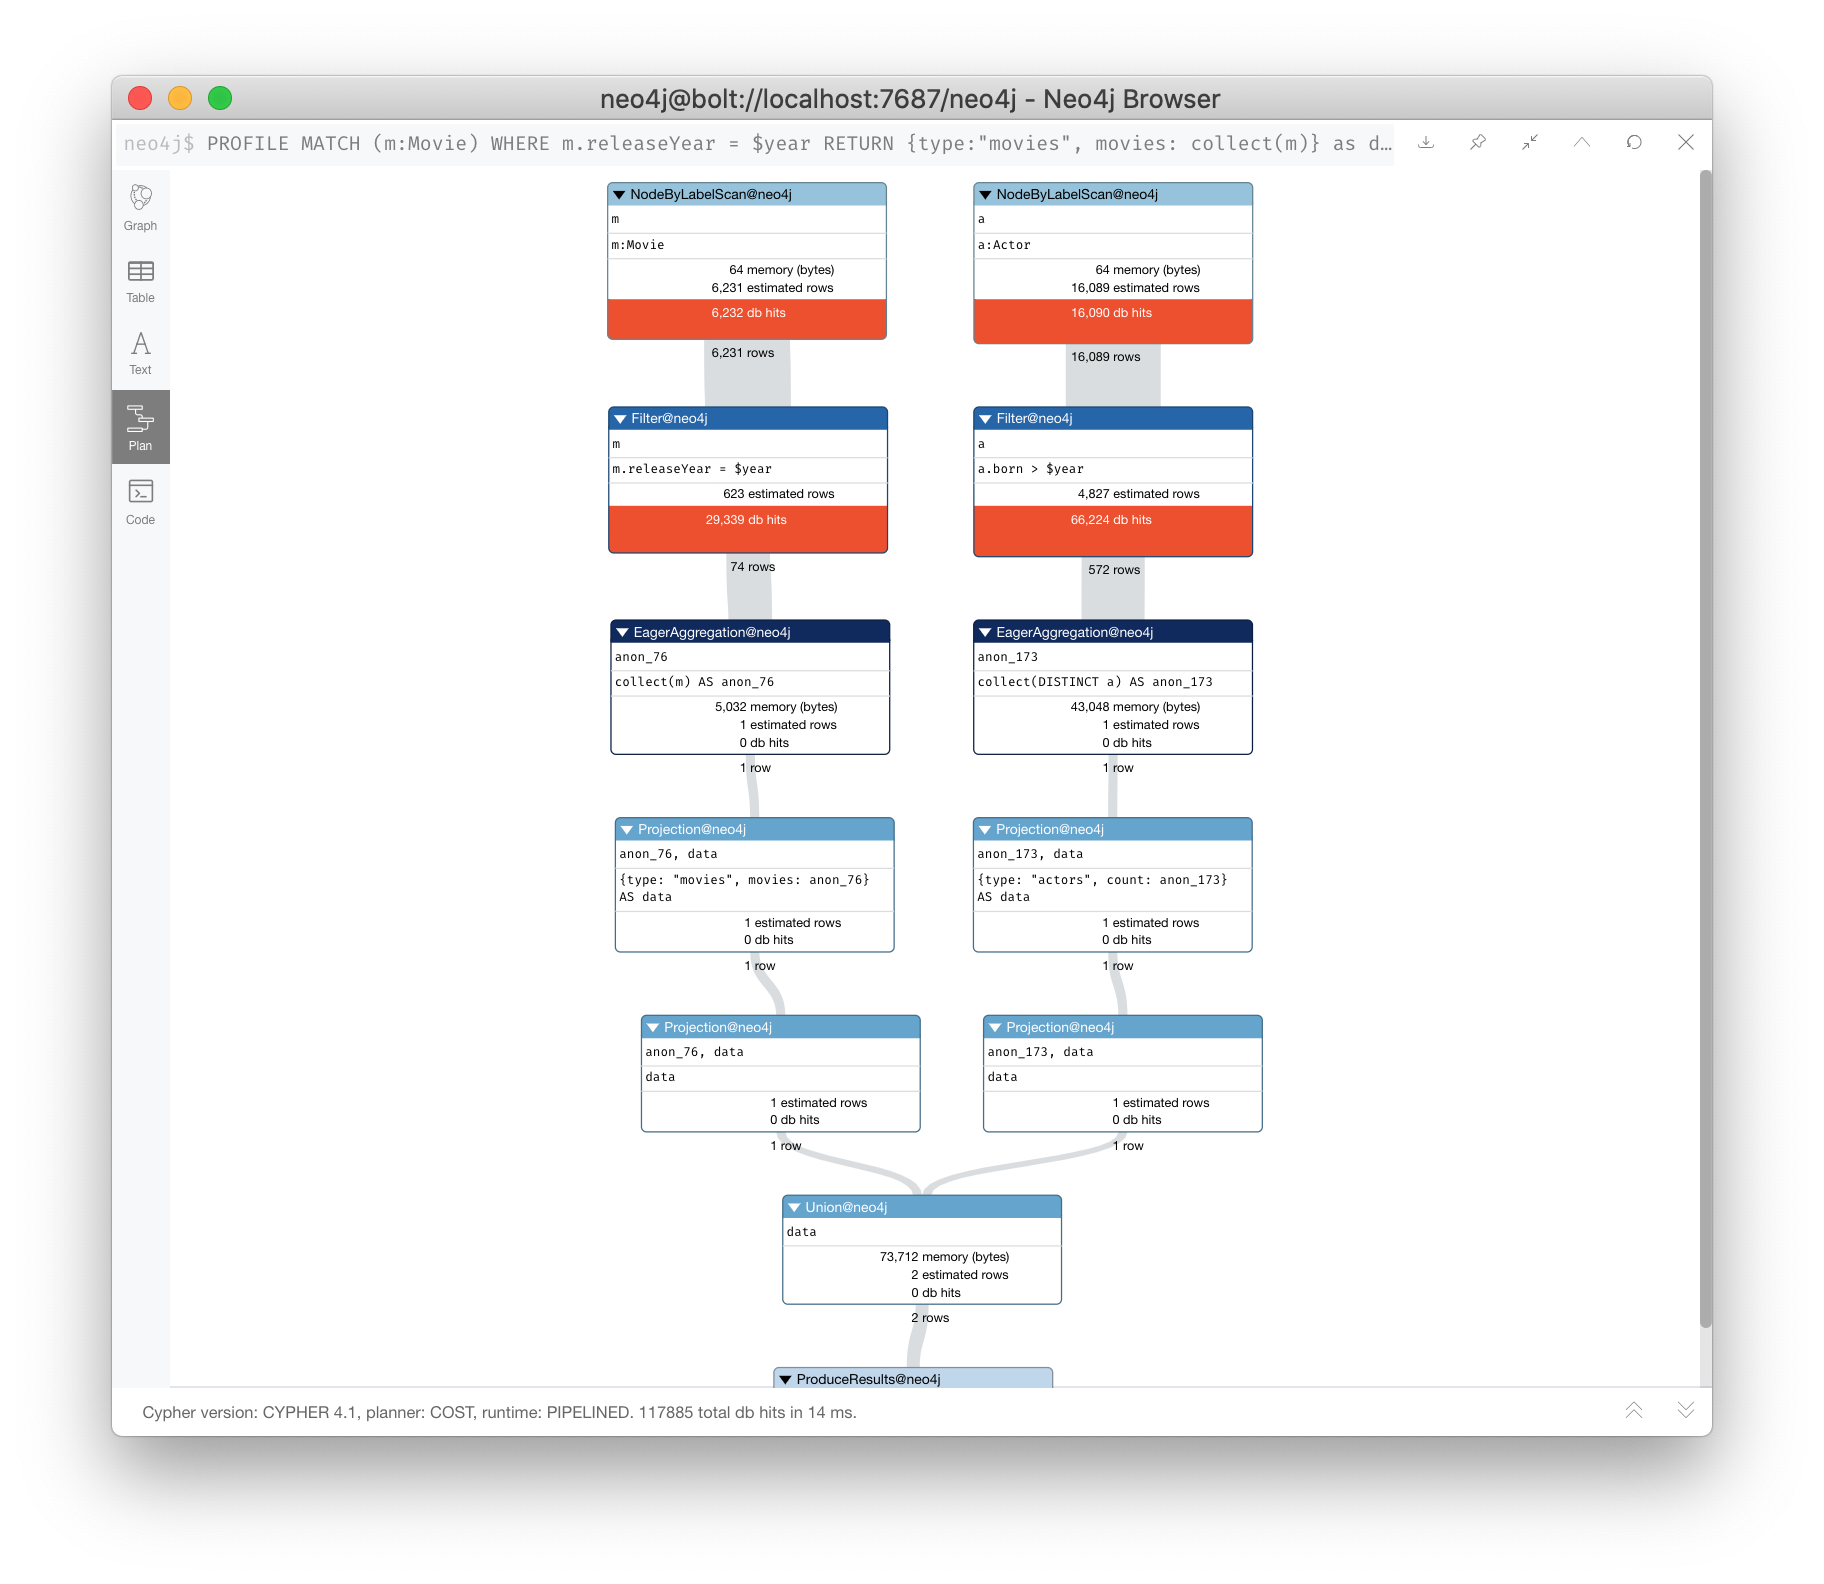 neo4j@bolt://localhost:7687/neo4j - Neo4j Browser
neo4j$ PROFILE MATCH (m:Movie) WHERE m.releaseYear = $year RETURN {type:"movies", movies: collect(m)} as d…
Graph
Table
Text
Plan
Code
NodeByLabelScan@neo4j
m
m:Movie
64 memory (bytes)
6,231 estimated rows
6,232 db hits
6,231 rows
Filter@neo4j
m
m.releaseYear = $year
623 estimated rows
29,339 db hits
74 rows
EagerAggregation@neo4j
anon_76
collect(m) AS anon_76
5,032 memory (bytes)
1 estimated rows
0 db hits
1 row
Projection@neo4j
anon_76, data
{type: "movies", movies: anon_76}
AS data
1 estimated rows
0 db hits
1 row
Projection@neo4j
anon_76, data
data
1 estimated rows
0 db hits
1 row
NodeByLabelScan@neo4j
a
a:Actor
64 memory (bytes)
16,089 estimated rows
16,090 db hits
16,089 rows
Filter@neo4j
a
a.born > $year
4,827 estimated rows
66,224 db hits
572 rows
EagerAggregation@neo4j
anon_173
collect(DISTINCT a) AS anon_173
43,048 memory (bytes)
1 estimated rows
0 db hits
1 row
Projection@neo4j
anon_173, data
{type: "actors", count: anon_173}
AS data
1 estimated rows
0 db hits
1 row
Projection@neo4j
anon_173, data
data
1 estimated rows
0 db hits
1 row
Union@neo4j
data
73,712 memory (bytes)
2 estimated rows
0 db hits
2 rows
ProduceResults@neo4j
Cypher version: CYPHER 4.1, planner: COST, runtime: PIPELINED. 117885 total db hits in 14 ms.